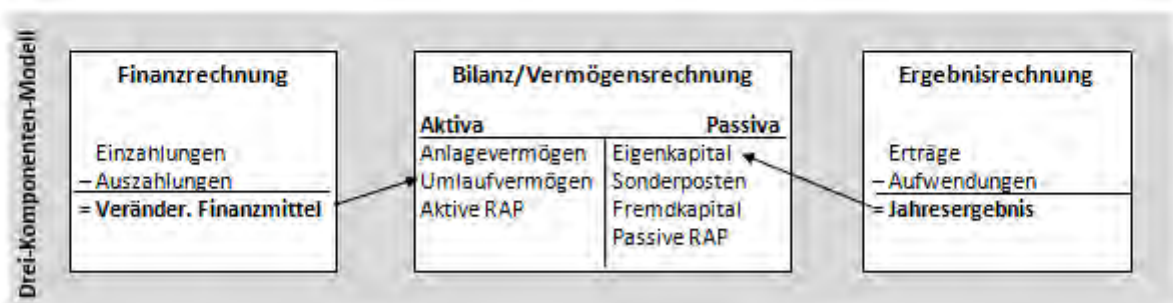 Drei-Komponenten-Modell
Finanzrechnung
Einzahlungen
– Auszahlungen
= Veränder. Finanzmittel
Bilanz/Vermögensrechnung
Aktiva Passiva
Anlagevermögen Eigenkapital
Umlaufvermögen Sonderposten
Aktive RAP Fremdkapital
Passive RAP
Ergebnisrechnung
Erträge
– Aufwendungen
= Jahresergebnis